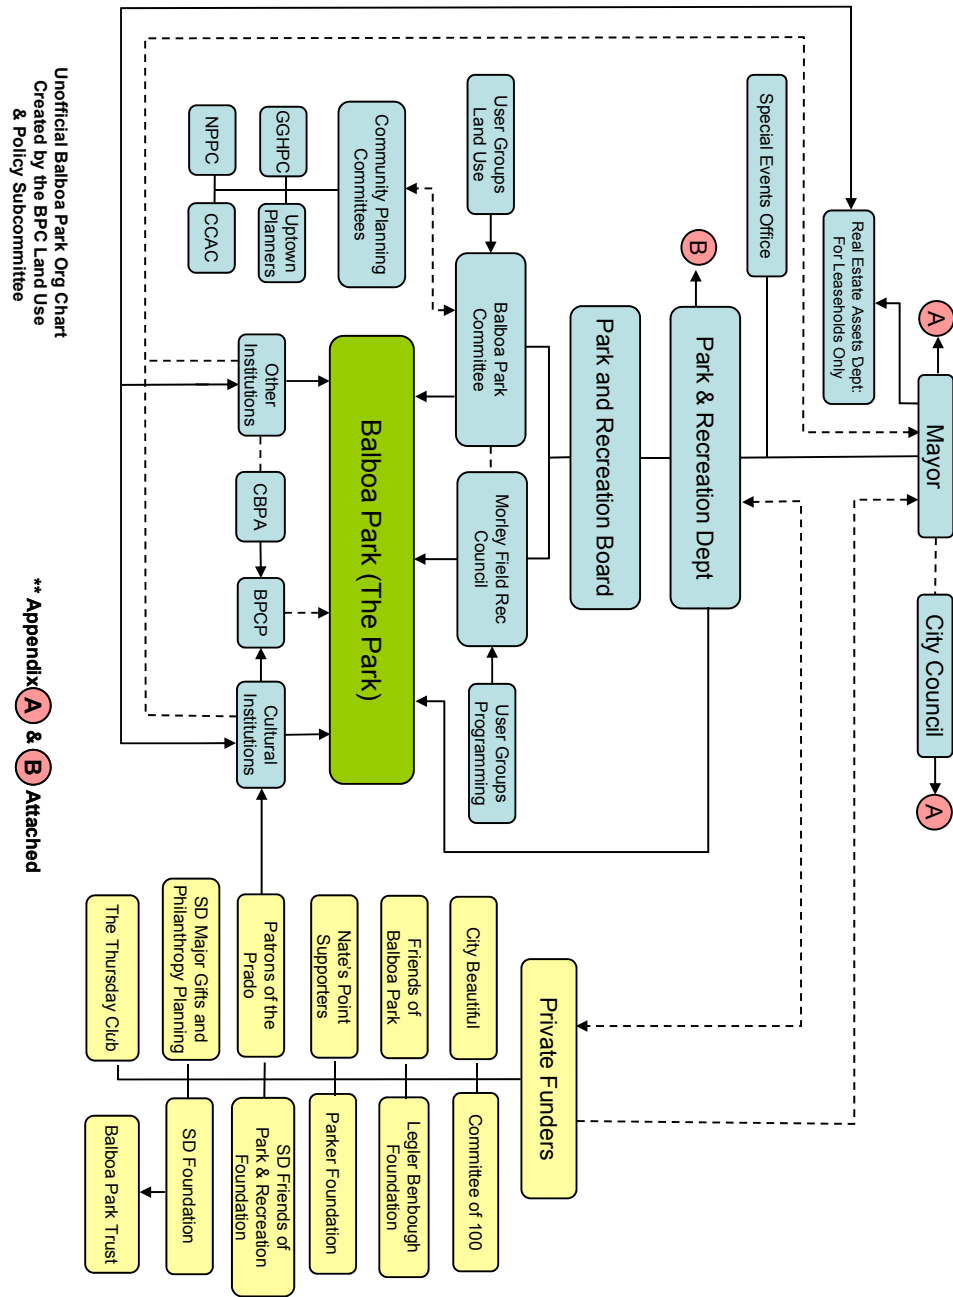 A
Mayor
City Council
A
Real Estate Assets Dept:
For Leaseholds Only
Special Events Office
B
Park & Recreation Dept
Park and Recreation Board
Private Funders
User Groups
Land Use
Balboa Park
Committee
Morley Field Rec
Council
User Groups
Programming
City Beautiful
Committee of 100
Community Planning
Committees
Friends of
Balboa Park
Legler Benbough
Foundation
Balboa Park (The Park)
Nate's Point
Supporters
Parker Foundation
GGHPC
Uptown
Planners
Other
Institutions
CBPA
BPCP
Cultural
Institutions
Patrons of the
Prado
SD Friends of
Park & Recreation
Foundation
NPPC
CCAC
SD Major Gifts and
Philanthropy Planning
SD Foundation
The Thursday Club
Balboa Park Trust
Unofficial Balboa Park Org Chart
Created by the BPC Land Use
& Policy Subcommittee
** Appendix A & B Attached